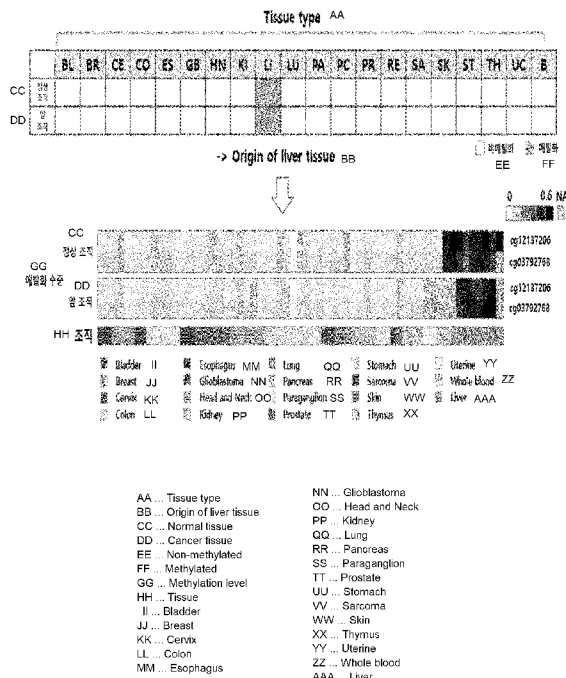 Tissue type AA
BL BR CE CO ES GB HN KI LI LU PA PC PR RE SA SK ST TH UC B
CC 정상 조직
DD 암 조직
-> Origin of liver tissue BB
비메틸화 메틸화
EE FF
0 0.6 NA
CC
정상 조직
cg12137206
cg03792768
GG
메틸화 수준
DD
암 조직
cg12137206
cg03792768
HH 조직
Bladder II Esophagus MM Lung QQ Stomach UU Uterine YY
Breast JJ Glioblastoma NN Pancreas RR Sarcoma VV Whole blood ZZ
Cervix KK Head and Neck OO Paraganglion SS Skin WW Liver AAA
Colon LL Kidney PP Prostate TT Thymus XX
AA ... Tissue type
BB ... Origin of liver tissue
CC ... Normal tissue
DD ... Cancer tissue
EE ... Non-methylated
FF ... Methylated
GG ... Methylation level
HH ... Tissue
II ... Bladder
JJ ... Breast
KK ... Cervix
LL ... Colon
MM ... Esophagus
NN ... Glioblastoma
OO ... Head and Neck
PP ... Kidney
QQ ... Lung
RR ... Pancreas
SS ... Paraganglion
TT ... Prostate
UU ... Stomach
VV ... Sarcoma
WW ... Skin
XX ... Thymus
YY ... Uterine
ZZ ... Whole blood
AAA ... Liver